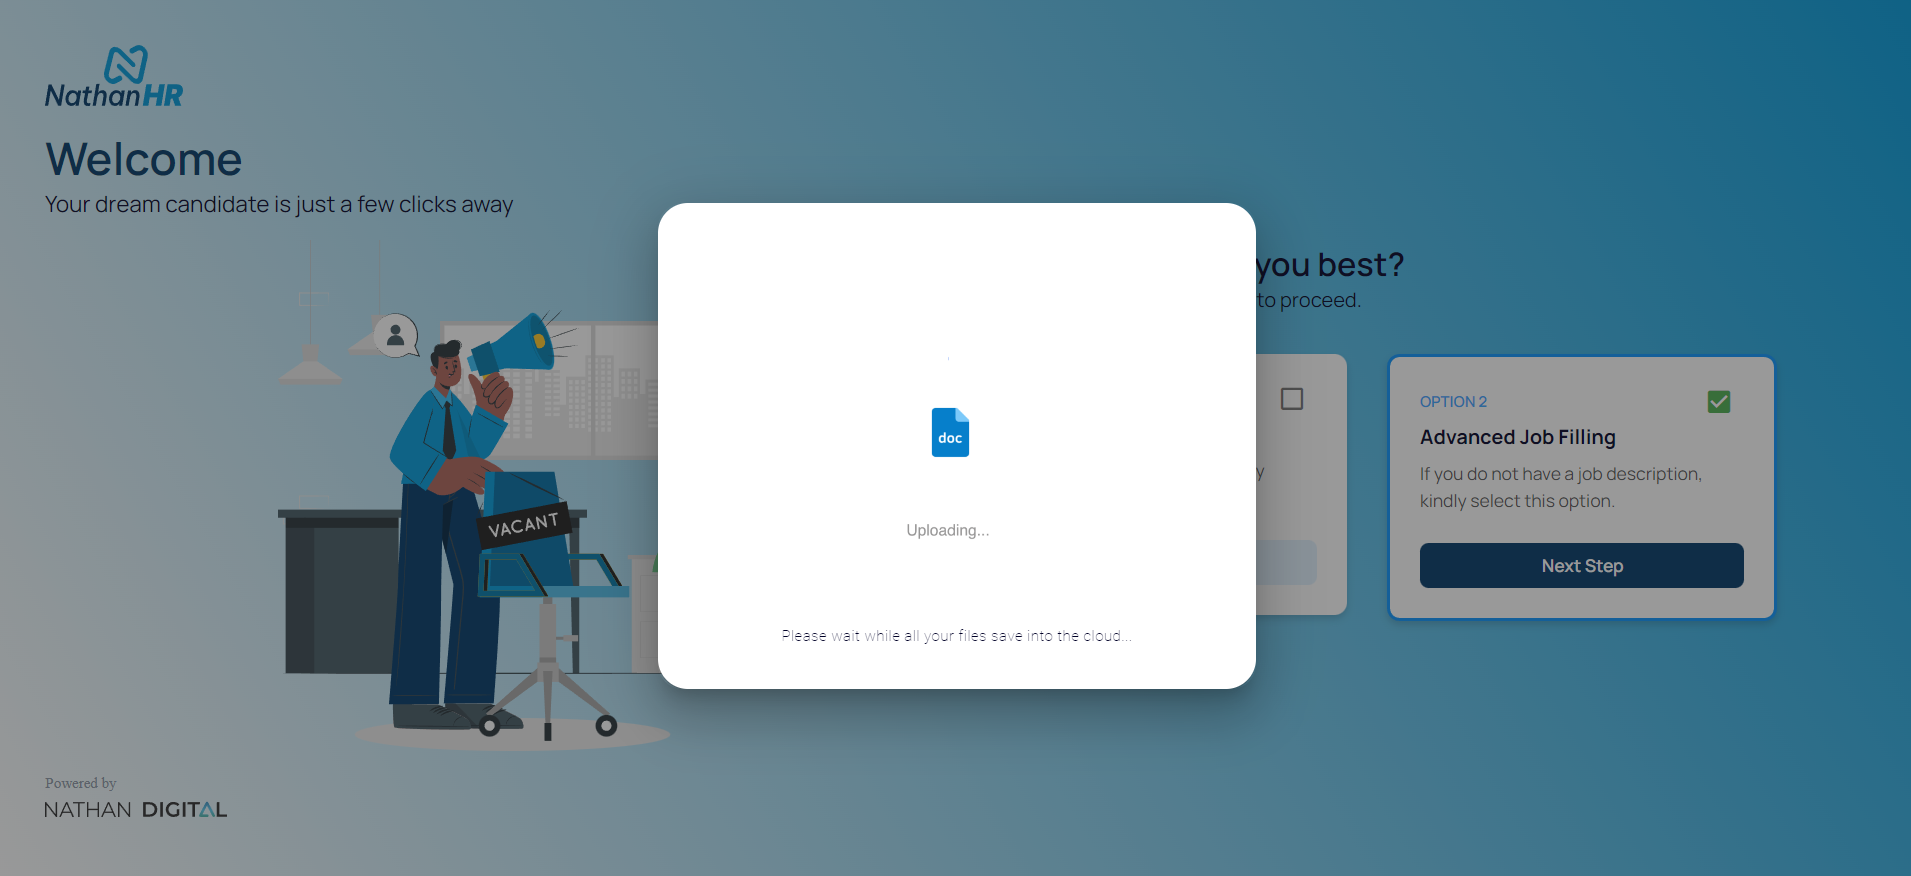 NathanHR
Welcome
Your dream candidate is just a few clicks away
you best?
to proceed.
VACANT
doc
Uploading...
Please wait while all your files save into the cloud...
y
OPTION 2
Advanced Job Filling
If you do not have a job description,
kindly select this option.
Next Step
Powered by
NATHAN DIGITAL